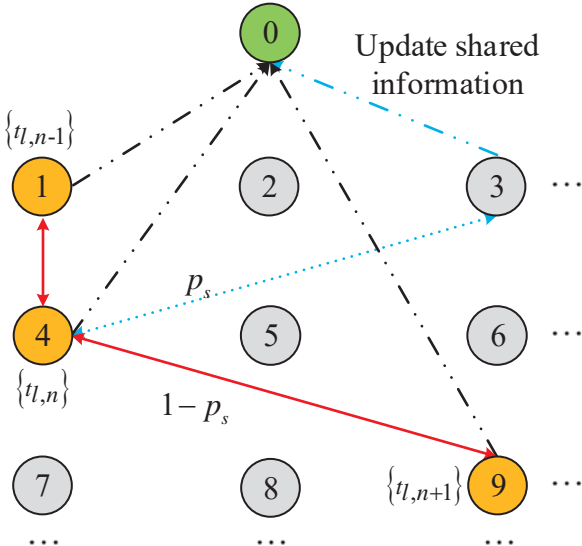 0
Update shared
information
{t_{l,n-1}}
1
2
3
...
p_s
4
5
6
...
{t_{l,n}}
1 − p_s
7
8
{t_{l,n+1}}
9
...
...
...
...